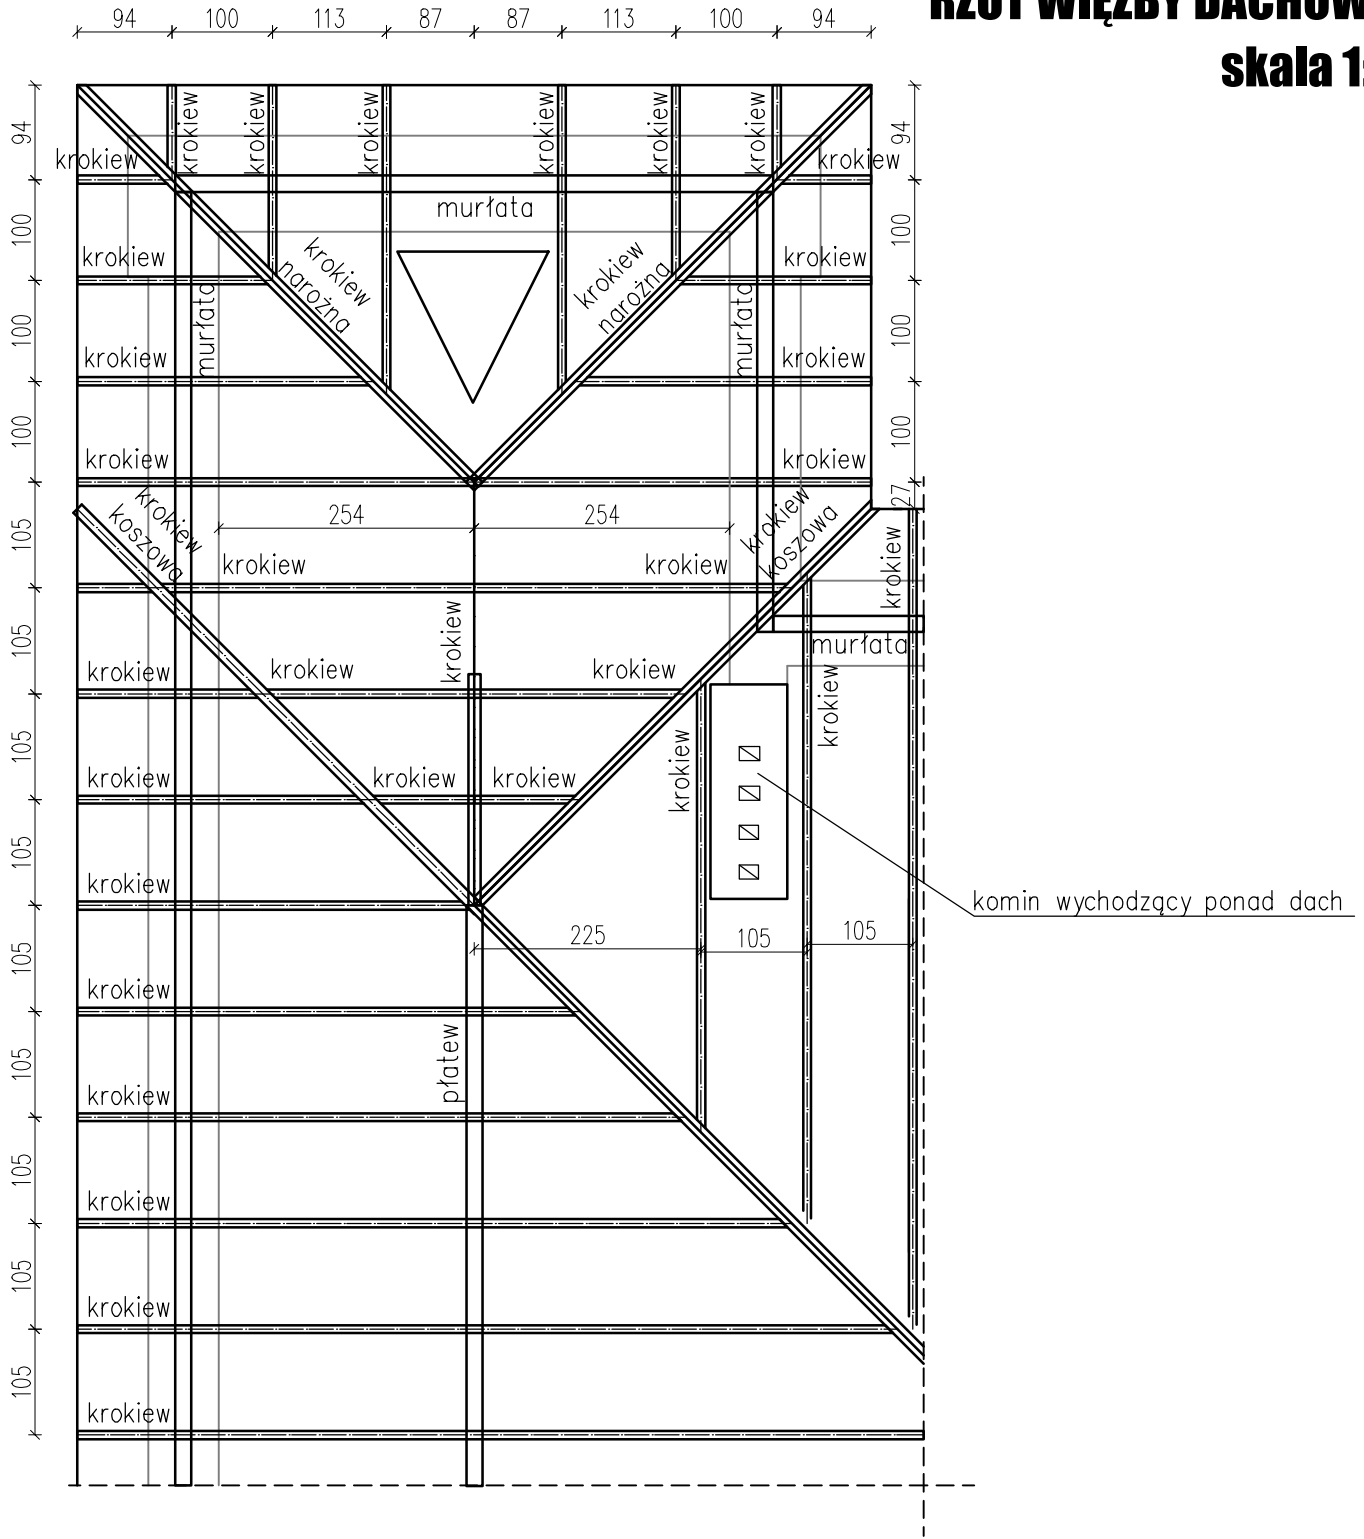 RZUT WIĘŹBY DACHOW
skala 1:
94 100 113 87 87 113 100 94
krokiew krokiew krokiew krokiew krokiew krokiew
94 94
krokiew krokiew
murłata
100 100
krokiew krokiew
krokiew narożna
krokiew narożna
murłata murłata
100 100
krokiew krokiew
100 100
krokiew krokiew
27
krokiew koszowa
krokiew koszowa
254 254
105
krokiew krokiew
krokiew
krokiew
murłata
105
krokiew krokiew krokiew
krokiew
krokiew
105
krokiew krokiew krokiew
105
krokiew
komin wychodzący ponad dach
225 105 105
105
krokiew
płatew
105
krokiew
105
krokiew
105
krokiew
105
krokiew